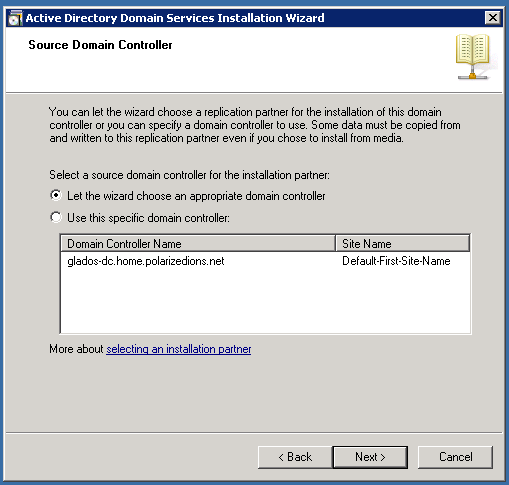 Active Directory Domain Services Installation Wizard
Source Domain Controller
You can let the wizard choose a replication partner for the installation of this domain
controller or you can specify a domain controller to use. Some data must be copied from
and written to this replication partner even if you chose to install from media.
Select a source domain controller for the installation partner:
Let the wizard choose an appropriate domain controller
Use this specific domain controller:
Domain Controller Name Site Name
glados-dc.home.polarizedions.net Default-First-Site-Name
More about selecting an installation partner
< Back Next > Cancel